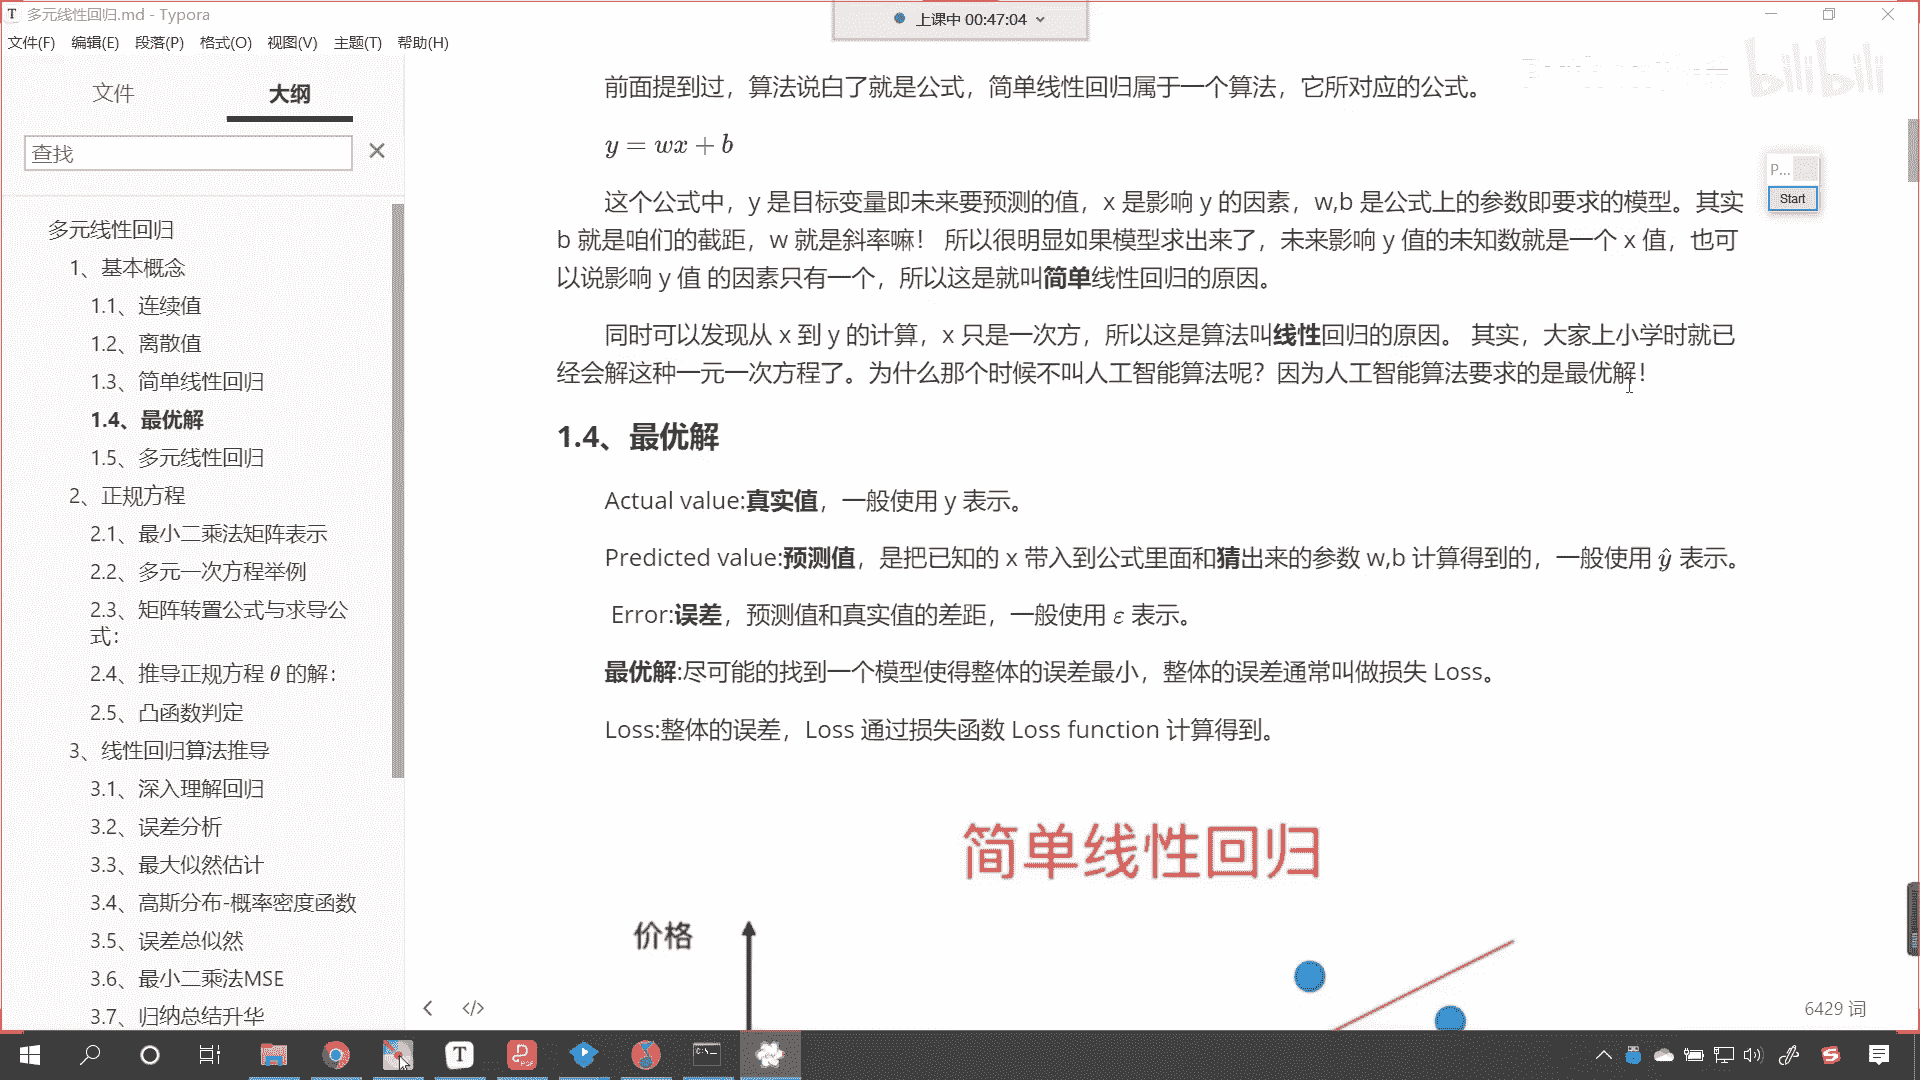 多元线性回归.md - Typora
上课中 00:47:04
文件(F) 编辑(E) 段落(P) 格式(O) 视图(V) 主题(T) 帮助(H)
bilibili
文件 大纲
查找
多元线性回归
1、基本概念
1.1、连续值
1.2、离散值
1.3、简单线性回归
1.4、最优解
1.5、多元线性回归
2、正规方程
2.1、最小二乘法矩阵表示
2.2、多元一次方程举例
2.3、矩阵转置公式与求导公
式：
2.4、推导正规方程 θ 的解：
2.5、凸函数判定
3、线性回归算法推导
3.1、深入理解回归
3.2、误差分析
3.3、最大似然估计
3.4、高斯分布-概率密度函数
3.5、误差总似然
3.6、最小二乘法MSE
3.7、归纳总结升华
前面提到过，算法说白了就是公式，简单线性回归属于一个算法，它所对应的公式。
y = wx + b
这个公式中，y 是目标变量即未来要预测的值，x 是影响 y 的因素，w,b 是公式上的参数即要求的模型。其实
b 就是咱们的截距，w 就是斜率嘛！ 所以很明显如果模型求出来了，未来影响 y 值的未知数就是一个 x 值，也可
以说影响 y 值 的因素只有一个，所以这是就叫简单线性回归的原因。
同时可以发现从 x 到 y 的计算，x 只是一次方，所以这是算法叫线性回归的原因。 其实，大家上小学时就已
经会解这种一元一次方程了。为什么那个时候不叫人工智能算法呢？因为人工智能算法要求的是最优解！
1.4、最优解
Actual value:真实值，一般使用 y 表示。
Predicted value:预测值，是把已知的 x 带入到公式里面和猜出来的参数 w,b 计算得到的，一般使用 ŷ 表示。
Error:误差，预测值和真实值的差距，一般使用 ε 表示。
最优解:尽可能的找到一个模型使得整体的误差最小，整体的误差通常叫做损失 Loss。
Loss:整体的误差，Loss 通过损失函数 Loss function 计算得到。
简单线性回归
价格
P...
Start
6429 词